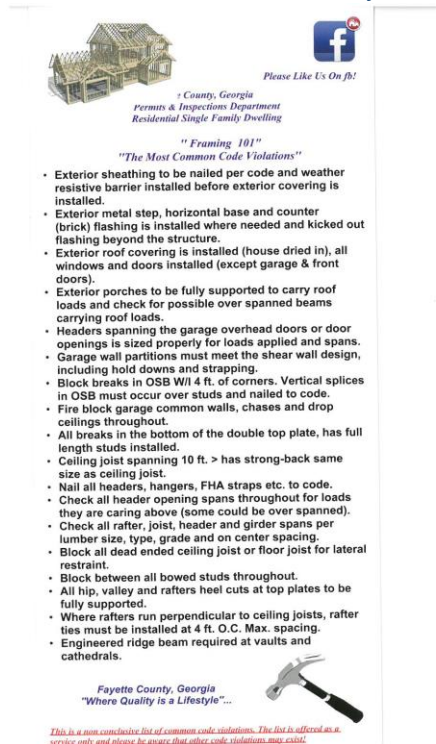 f
Please Like Us On fb!
County, Georgia
Permits & Inspections Department
Residential Single Family Dwelling
" Framing 101"
"The Most Common Code Violations"
• Exterior sheathing to be nailed per code and weather
resistive barrier installed before exterior covering is
installed.
• Exterior metal step, horizontal base and counter
(brick) flashing is installed where needed and kicked out
flashing beyond the structure.
• Exterior roof covering is installed (house dried in), all
windows and doors installed (except garage & front
doors).
• Exterior porches to be fully supported to carry roof
loads and check for possible over spanned beams
carrying roof loads.
• Headers spanning the garage overhead doors or door
openings is sized properly for loads applied and spans.
• Garage wall partitions must meet the shear wall design,
including hold downs and strapping.
• Block breaks in OSB W/I 4 ft. of corners. Vertical splices
in OSB must occur over studs and nailed to code.
• Fire block garage common walls, chases and drop
ceilings throughout.
• All breaks in the bottom of the double top plate, has full
length studs installed.
• Ceiling joist spanning 10 ft. > has strong-back same
size as ceiling joist.
• Nail all headers, hangers, FHA straps etc. to code.
• Check all header opening spans throughout for loads
they are caring above (some could be over spanned).
• Check all rafter, joist, header and girder spans per
lumber size, type, grade and on center spacing.
• Block all dead ended ceiling joist or floor joist for lateral
restraint.
• Block between all bowed studs throughout.
• All hip, valley and rafters heel cuts at top plates to be
fully supported.
• Where rafters run perpendicular to ceiling joists, rafter
ties must be installed at 4 ft. O.C. Max. spacing.
• Engineered ridge beam required at vaults and
cathedrals.
Fayette County, Georgia
"Where Quality is a Lifestyle"...
This is a non conclusive list of common code violations. The list is offered as a
service only and please be aware that other code violations may exist!